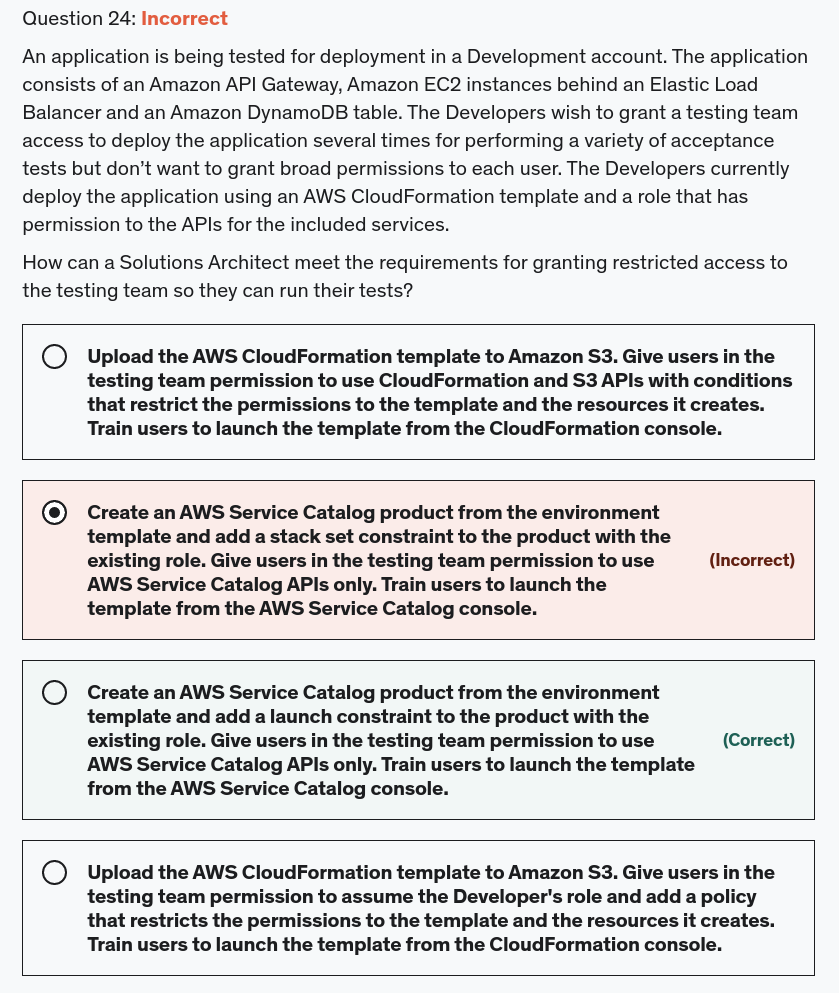 Question 24: Incorrect
An application is being tested for deployment in a Development account. The application
consists of an Amazon API Gateway, Amazon EC2 instances behind an Elastic Load
Balancer and an Amazon DynamoDB table. The Developers wish to grant a testing team
access to deploy the application several times for performing a variety of acceptance
tests but don’t want to grant broad permissions to each user. The Developers currently
deploy the application using an AWS CloudFormation template and a role that has
permission to the APIs for the included services.
How can a Solutions Architect meet the requirements for granting restricted access to
the testing team so they can run their tests?
Upload the AWS CloudFormation template to Amazon S3. Give users in the
testing team permission to use CloudFormation and S3 APIs with conditions
that restrict the permissions to the template and the resources it creates.
Train users to launch the template from the CloudFormation console.
Create an AWS Service Catalog product from the environment
template and add a stack set constraint to the product with the
existing role. Give users in the testing team permission to use
AWS Service Catalog APIs only. Train users to launch the
template from the AWS Service Catalog console.
(Incorrect)
Create an AWS Service Catalog product from the environment
template and add a launch constraint to the product with the
existing role. Give users in the testing team permission to use
AWS Service Catalog APIs only. Train users to launch the template
from the AWS Service Catalog console.
(Correct)
Upload the AWS CloudFormation template to Amazon S3. Give users in the
testing team permission to assume the Developer's role and add a policy
that restricts the permissions to the template and the resources it creates.
Train users to launch the template from the CloudFormation console.